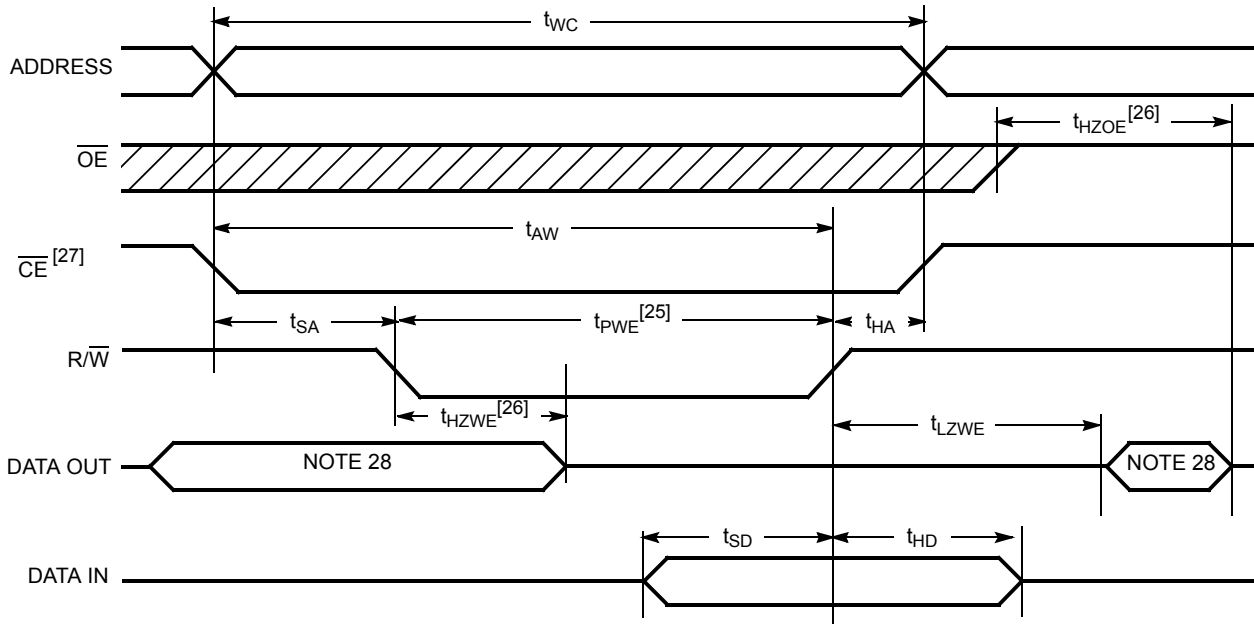 tWC
ADDRESS
tHZOE[26]
OE
tAW
CE [27]
tSA
tPWE[25]
tHA
R/W
tHZWE[26]
tLZWE
DATA OUT
NOTE 28
NOTE 28
tSD
tHD
DATA IN